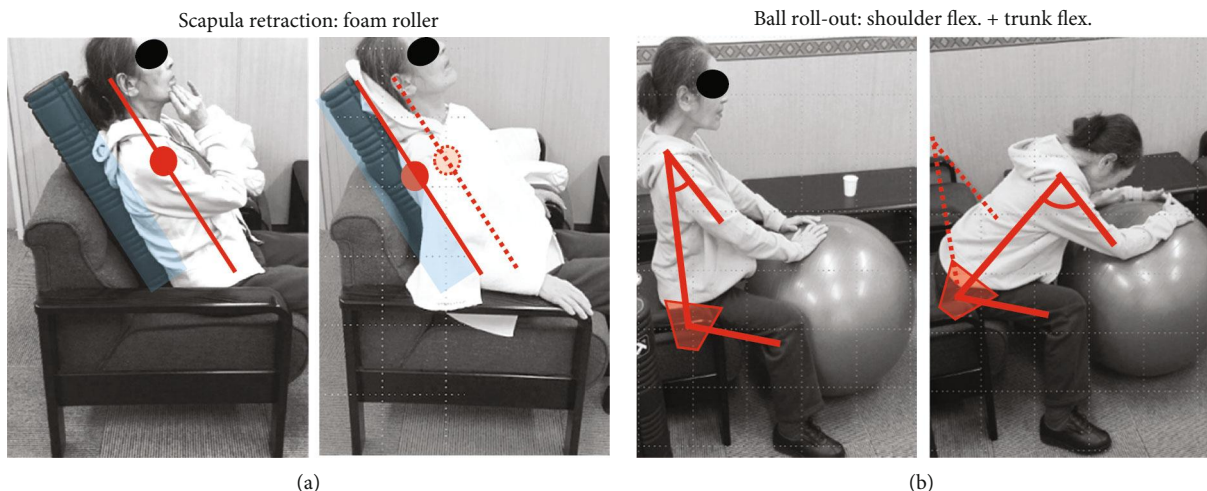 Scapula retraction: foam roller
Ball roll-out: shoulder flex. + trunk flex.
(a)
(b)